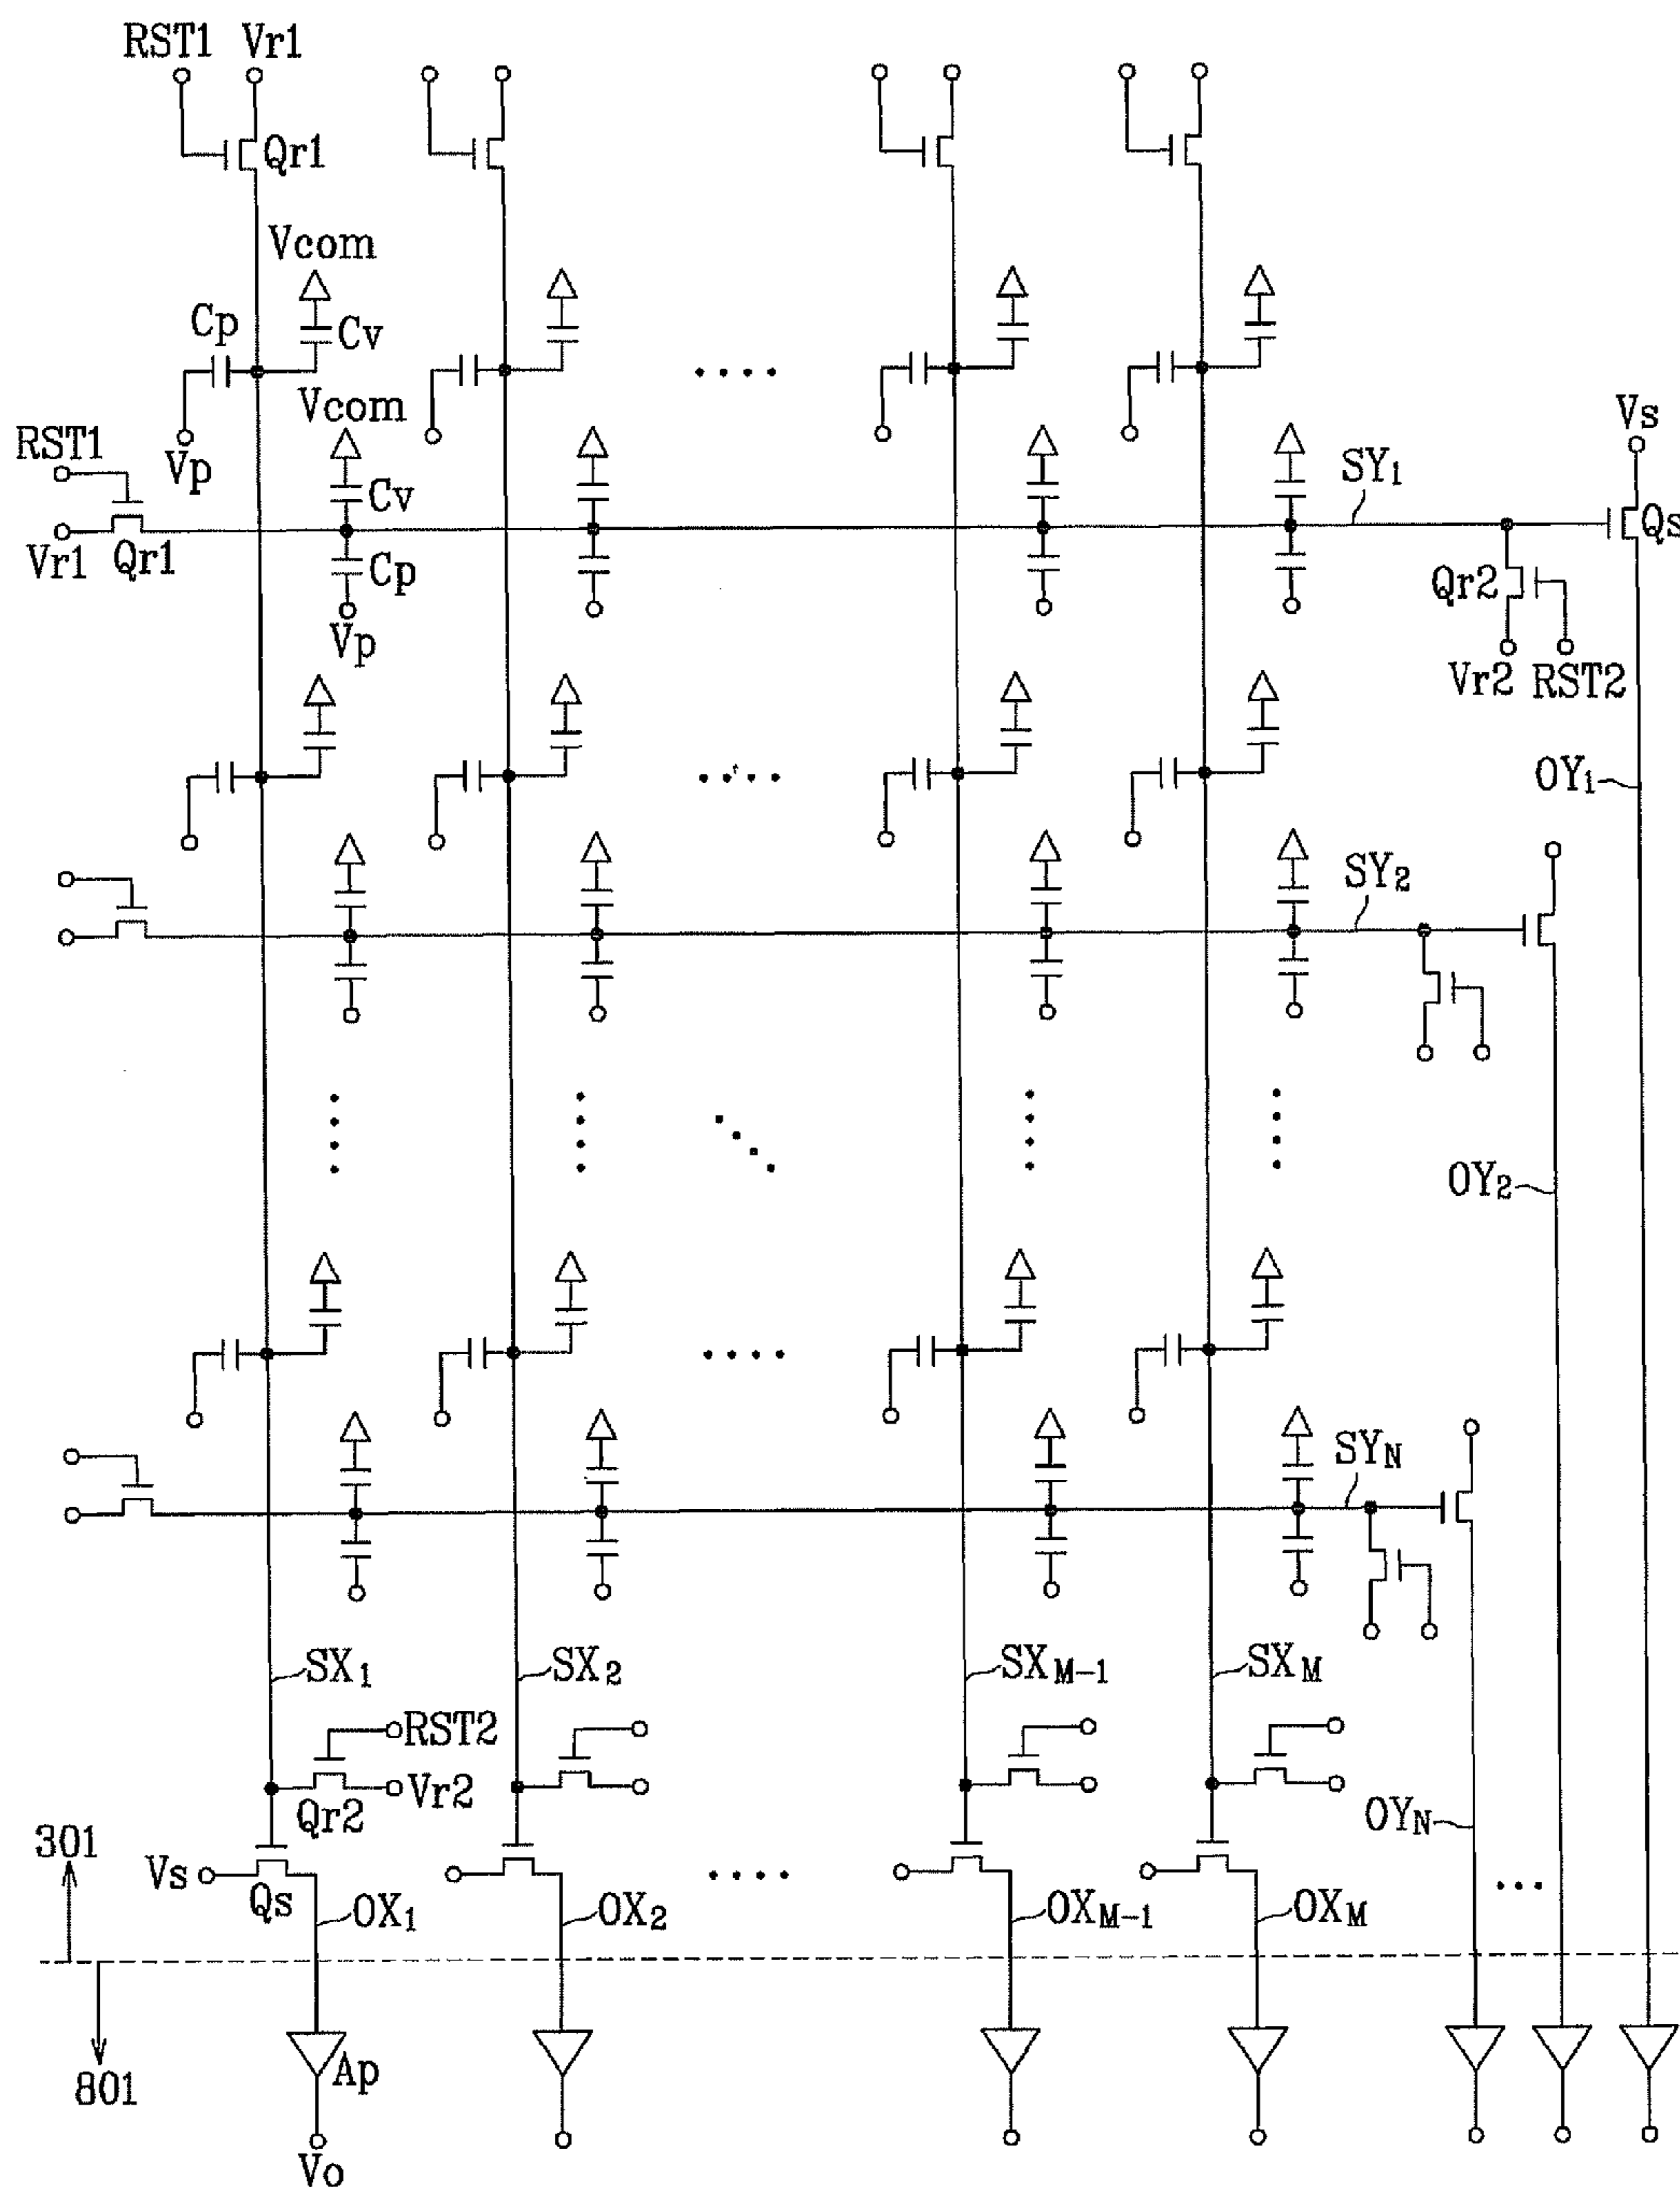 RST1 Vr1
Qr1
Vcom
Cp
Cv
Vcom
Vs
RST1
Vp
Cv
SY1
Qs
Vr1
Qr1
Cp
Qr2
Vp
Vr2 RST2
OY1
SY2
OY2
SYN
SX1
SX2
SXM-1
SXM
RST2
Vr2
Qr2
OYN
301
Vs
Qs
OX1
OX2
OXM-1
OXM
801
Ap
Vo